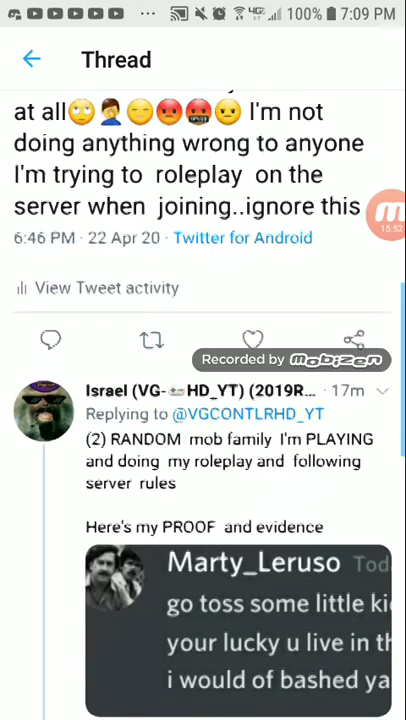 100% 7:09 PM
Thread
at all🙄🤦😑😡🤬😠 I'm not
doing anything wrong to anyone
I'm trying to roleplay on the
server when joining..ignore this
15:52
6:46 PM · 22 Apr 20 · Twitter for Android
View Tweet activity
Recorded by mobizen
Israel (VG-🎮HD_YT) (2019R... · 17m
Replying to @VGCONTLRHD_YT
(2) RANDOM mob family I'm PLAYING
and doing my roleplay and following
server rules
Here's my PROOF and evidence
Marty_Leruso Tod
go toss some little
your lucky u live in
i would of bashed ya